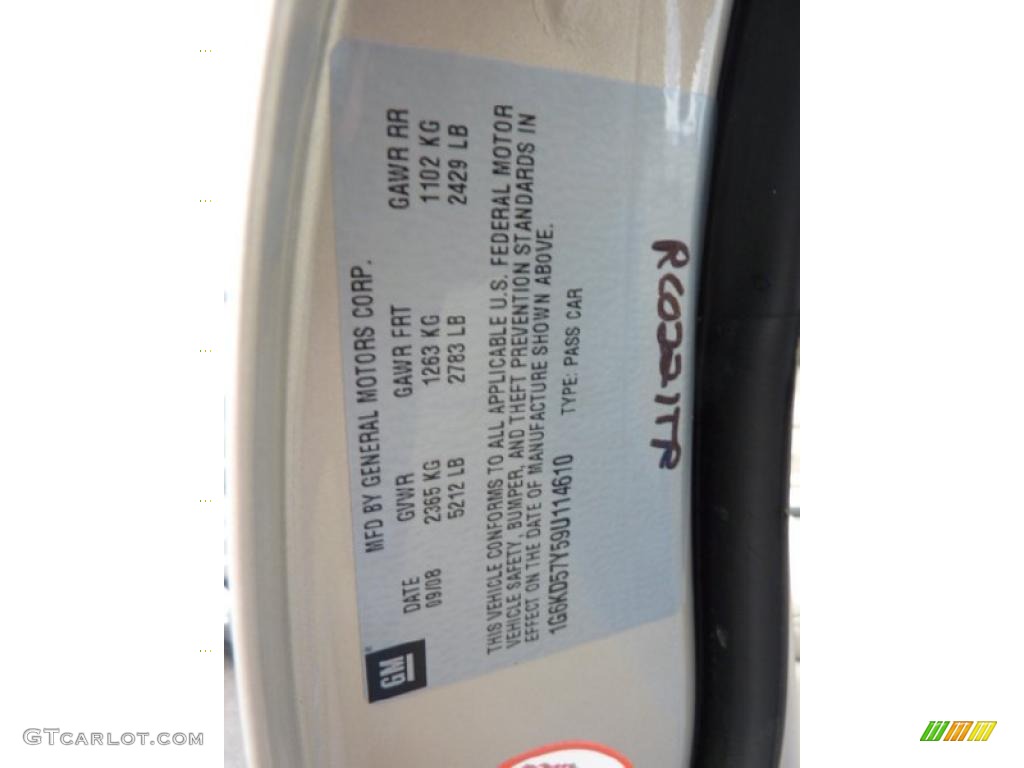 MFD BY GENERAL MOTORS CORP.
DATE GVWR GAWR FRT GAWR RR
09/08 2365 KG 1263 KG 1102 KG
5212 LB 2783 LB 2429 LB
GM
THIS VEHICLE CONFORMS TO ALL APPLICABLE U.S. FEDERAL MOTOR
VEHICLE SAFETY, BUMPER, AND THEFT PREVENTION STANDARDS IN
EFFECT ON THE DATE OF MANUFACTURE SHOWN ABOVE.
1G6KD57Y59U114610 TYPE: PASS CAR
RC0221TR
GTCARLOT.COM